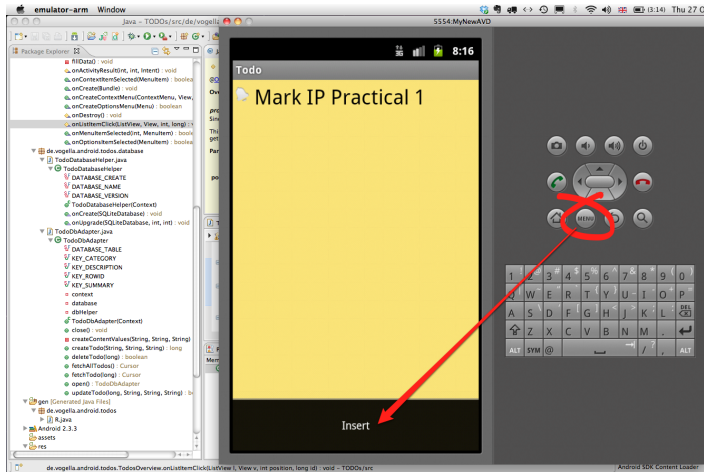 emulator-arm Window
(3:14) Thu 27 O
Java – TODOs/src/de/vogella
5554:MyNewAVD
Package Explorer
fillData() : void
onActivityResult(int, int, Intent) : void
onContextItemSelected(MenuItem) : boolea
onCreate(Bundle) : void
onCreateContextMenu(ContextMenu, View,
onCreateOptionsMenu(Menu) : boolean
onDestroy() : void
onListItemClick(ListView, View, int, long) : v
onMenuItemSelected(int, MenuItem) : boole
onOptionsItemSelected(MenuItem) : boolea
de.vogella.android.todos.database
TodoDatabaseHelper.java
TodoDatabaseHelper
DATABASE_CREATE
DATABASE_NAME
DATABASE_VERSION
TodoDatabaseHelper(Context)
onCreate(SQLiteDatabase) : void
onUpgrade(SQLiteDatabase, int, int) : void
TodoDbAdapter.java
TodoDbAdapter
DATABASE_TABLE
KEY_CATEGORY
KEY_DESCRIPTION
KEY_ROWID
KEY_SUMMARY
context
database
dbHelper
TodoDbAdapter(Context)
close() : void
createContentValues(String, String, String)
createTodo(String, String, String) : long
deleteTodo(long) : boolean
fetchAllTodos() : Cursor
fetchTodo(long) : Cursor
open() : TodoDbAdapter
updateTodo(long, String, String, String) : b
gen [Generated Java Files]
de.vogella.android.todos
R.java
Android 2.3.3
assets
res
8:16
Todo
Mark IP Practical 1
Insert
MENU
1 2 @ 3 # 4 $ 5 % 6 ^ 7 & 8 * 9 ( 0 )
Q W E R T Y U I O P
A S D F G H J K L DEL
Z X C V B N M .
ALT SYM @ / ? , ALT
de.vogella.android.todos.TodosOverview.onListItemClick(ListView l, View v, int position, long id) : void – TODOs/src
Android SDK Content Loader